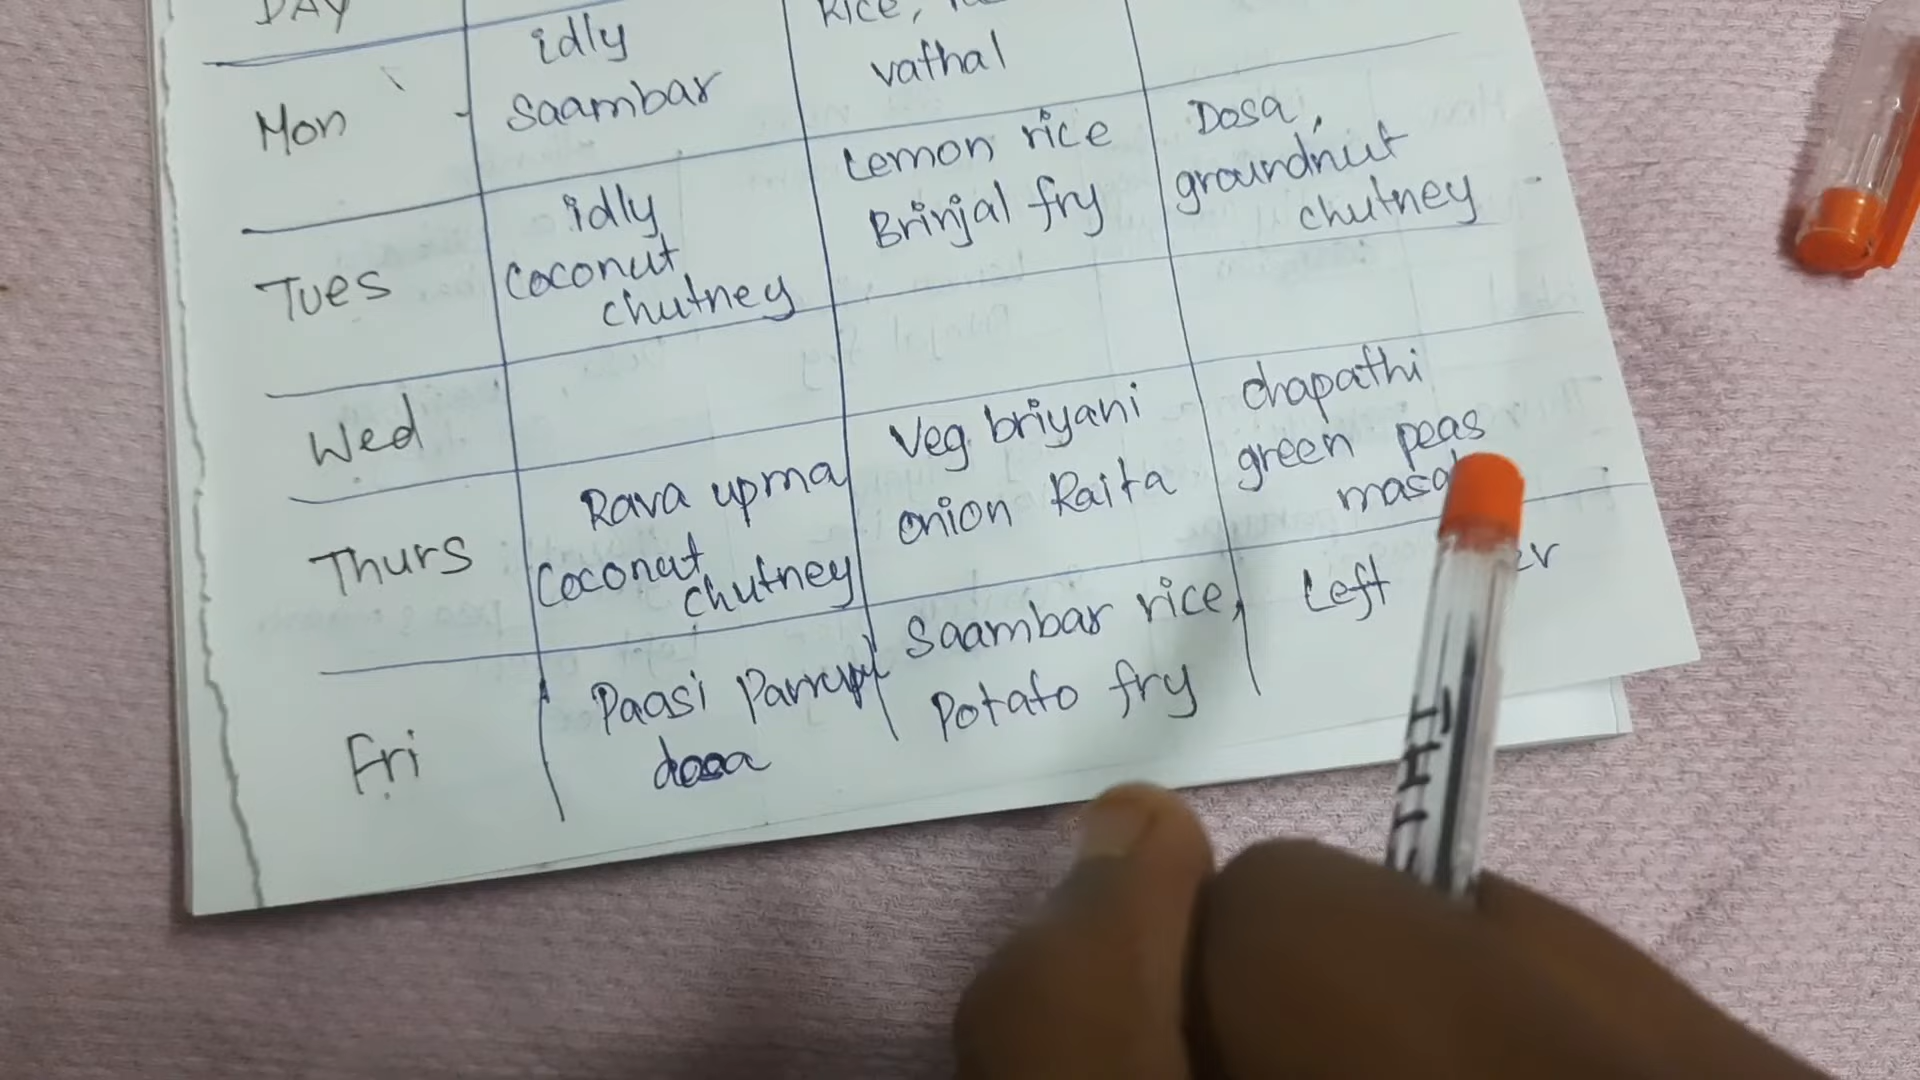 DAY
idly
Rice,
Mon
Saambar
vathal
Tues
idly
Coconut
chutney
Lemon rice
Brinjal fry
Dosa,
groundnut
chutney
Wed
Thurs
Rava upma
Coconut
chutney
Veg briyani
onion Raita
chapathi
green peas
Fri
Paasi
dosa
Saambar rice,
Potato fry
Left